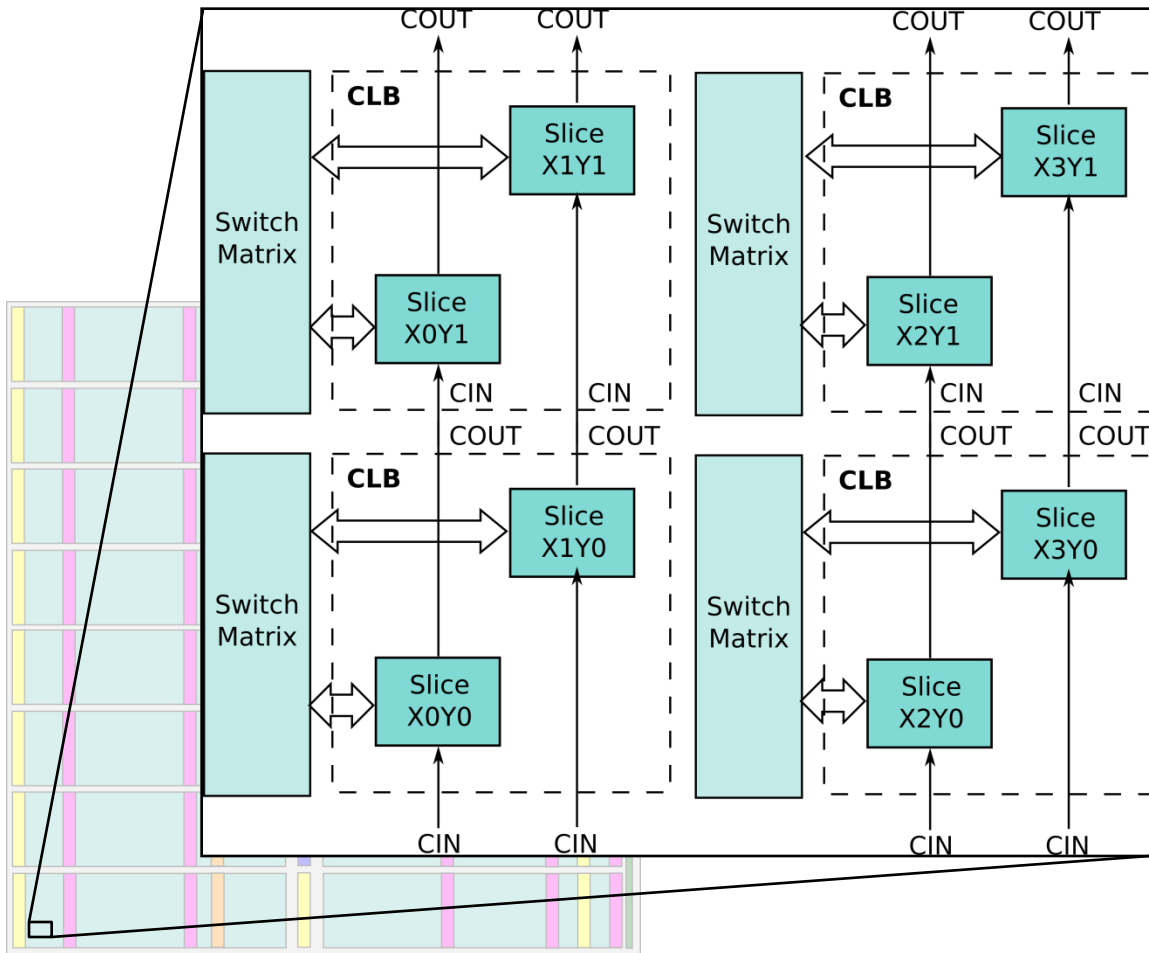 COUT
COUT
COUT
COUT
CLB
CLB
Slice
X1Y1
Slice
X3Y1
Switch
Matrix
Switch
Matrix
Slice
X0Y1
Slice
X2Y1
CIN
CIN
CIN
CIN
COUT
COUT
COUT
COUT
CLB
CLB
Slice
X1Y0
Slice
X3Y0
Switch
Matrix
Switch
Matrix
Slice
X0Y0
Slice
X2Y0
CIN
CIN
CIN
CIN